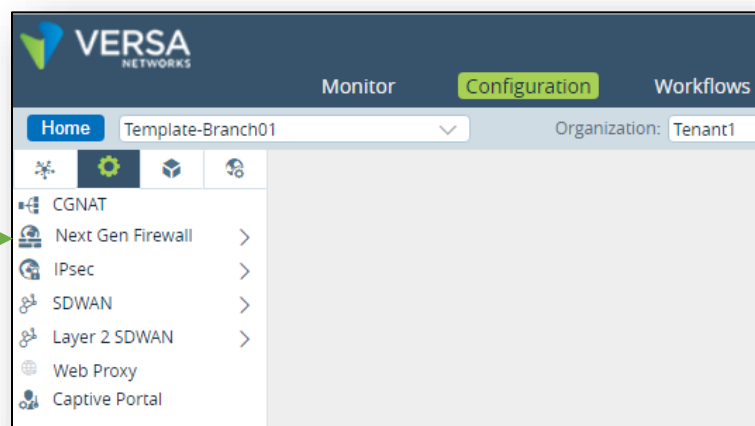 VERSA
NETWORKS
Monitor Configuration Workflows
Home Template-Branch01 Organization: Tenant1
CGNAT
Next Gen Firewall
IPsec
SDWAN
Layer 2 SDWAN
Web Proxy
Captive Portal